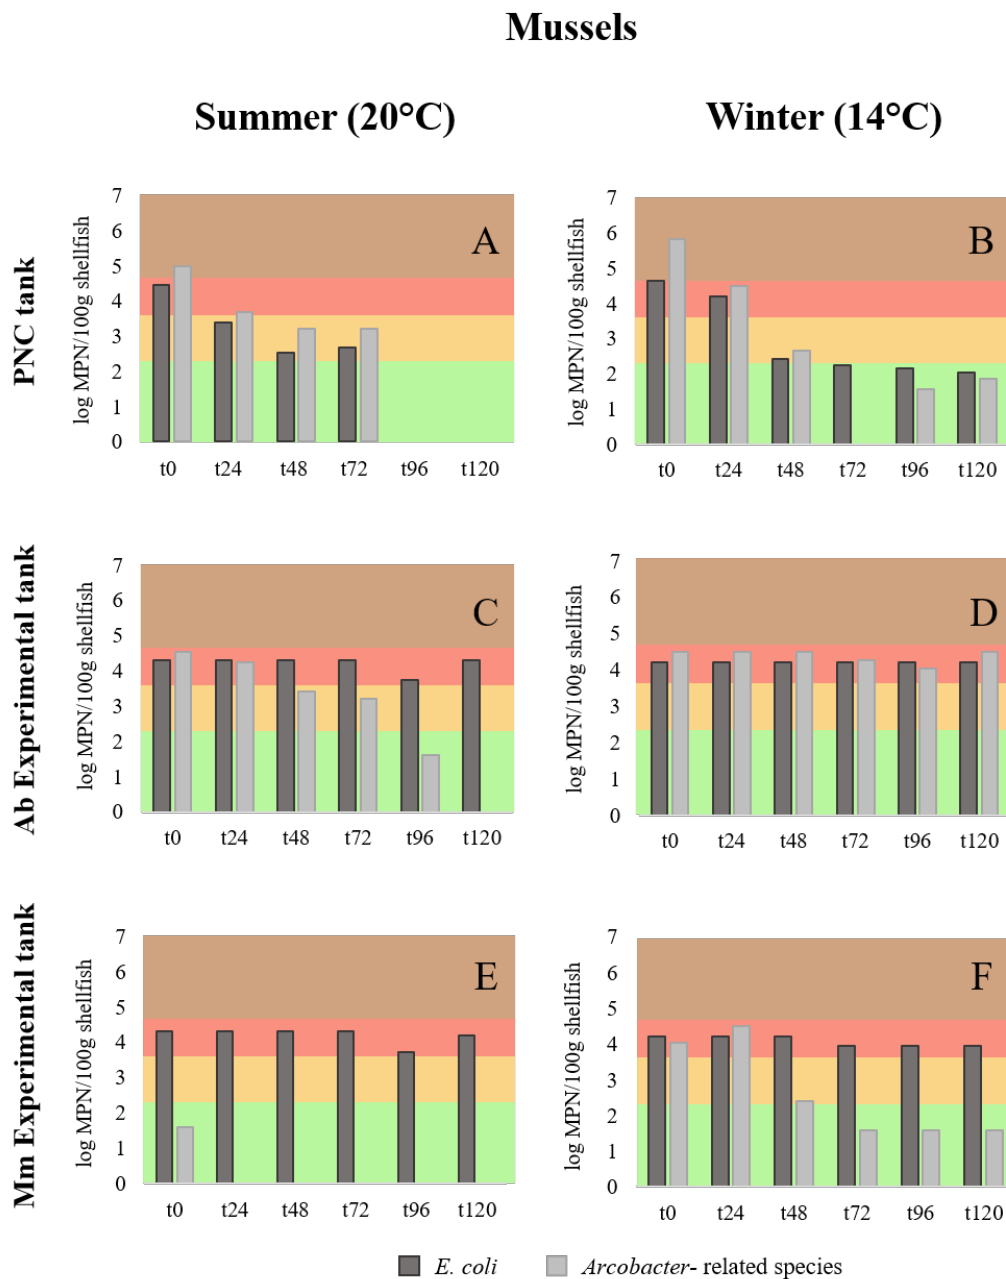 Mussels
Summer (20°C)
Winter (14°C)
PNC tank
log MPN/100g shellfish
7
6
5
4
3
2
1
0
A
t0 t24 t48 t72 t96 t120
log MPN/100g shellfish
7
6
5
4
3
2
1
0
B
t0 t24 t48 t72 t96 t120
Ab Experimental tank
log MPN/100g shellfish
7
6
5
4
3
2
1
0
C
t0 t24 t48 t72 t96 t120
log MPN/100g shellfish
7
6
5
4
3
2
1
0
D
t0 t24 t48 t72 t96 t120
Mm Experimental tank
log MPN/100g shellfish
7
6
5
4
3
2
1
0
E
t0 t24 t48 t72 t96 t120
log MPN/100g shellfish
7
6
5
4
3
2
1
0
F
t0 t24 t48 t72 t96 t120
E. coli
Arcobacter- related species